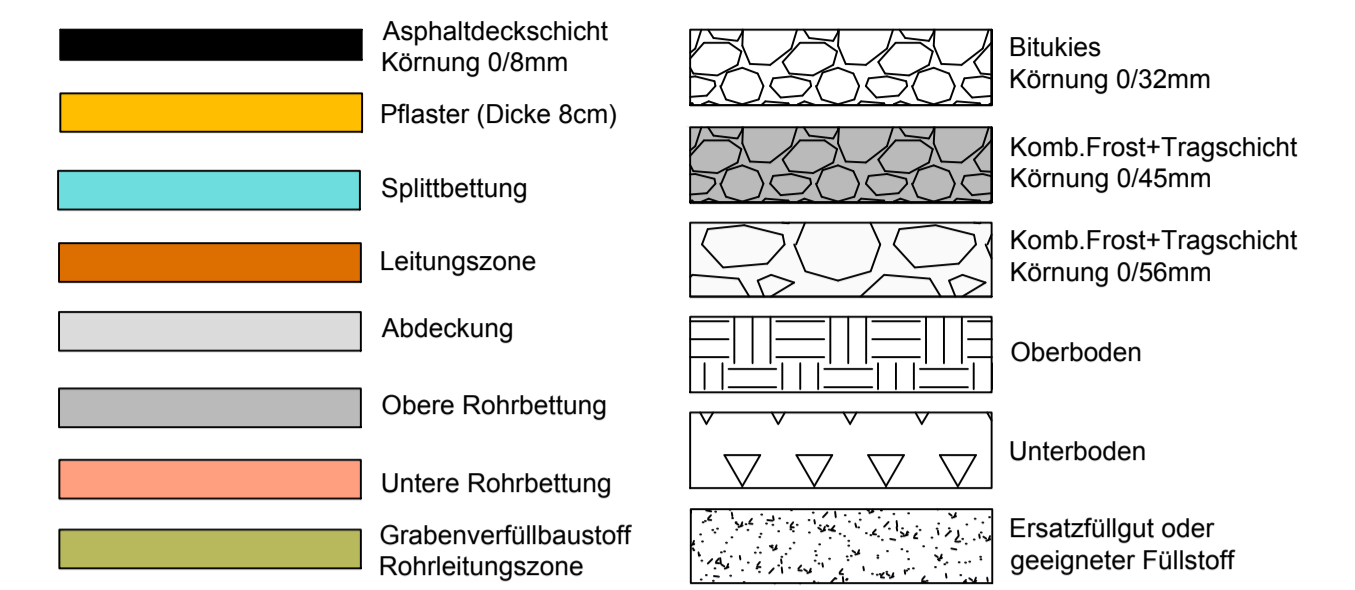 Asphaltdeckschicht
Körnung 0/8mm
Pflaster (Dicke 8cm)
Splittbettung
Leitungszone
Abdeckung
Obere Rohrbettung
Untere Rohrbettung
Grabenverfüllbaustoff
Rohrleitungszone
Bitukies
Körnung 0/32mm
Komb.Frost+Tragschicht
Körnung 0/45mm
Komb.Frost+Tragschicht
Körnung 0/56mm
Oberboden
Unterboden
Ersatzfüllgut oder
geeigneter Füllstoff